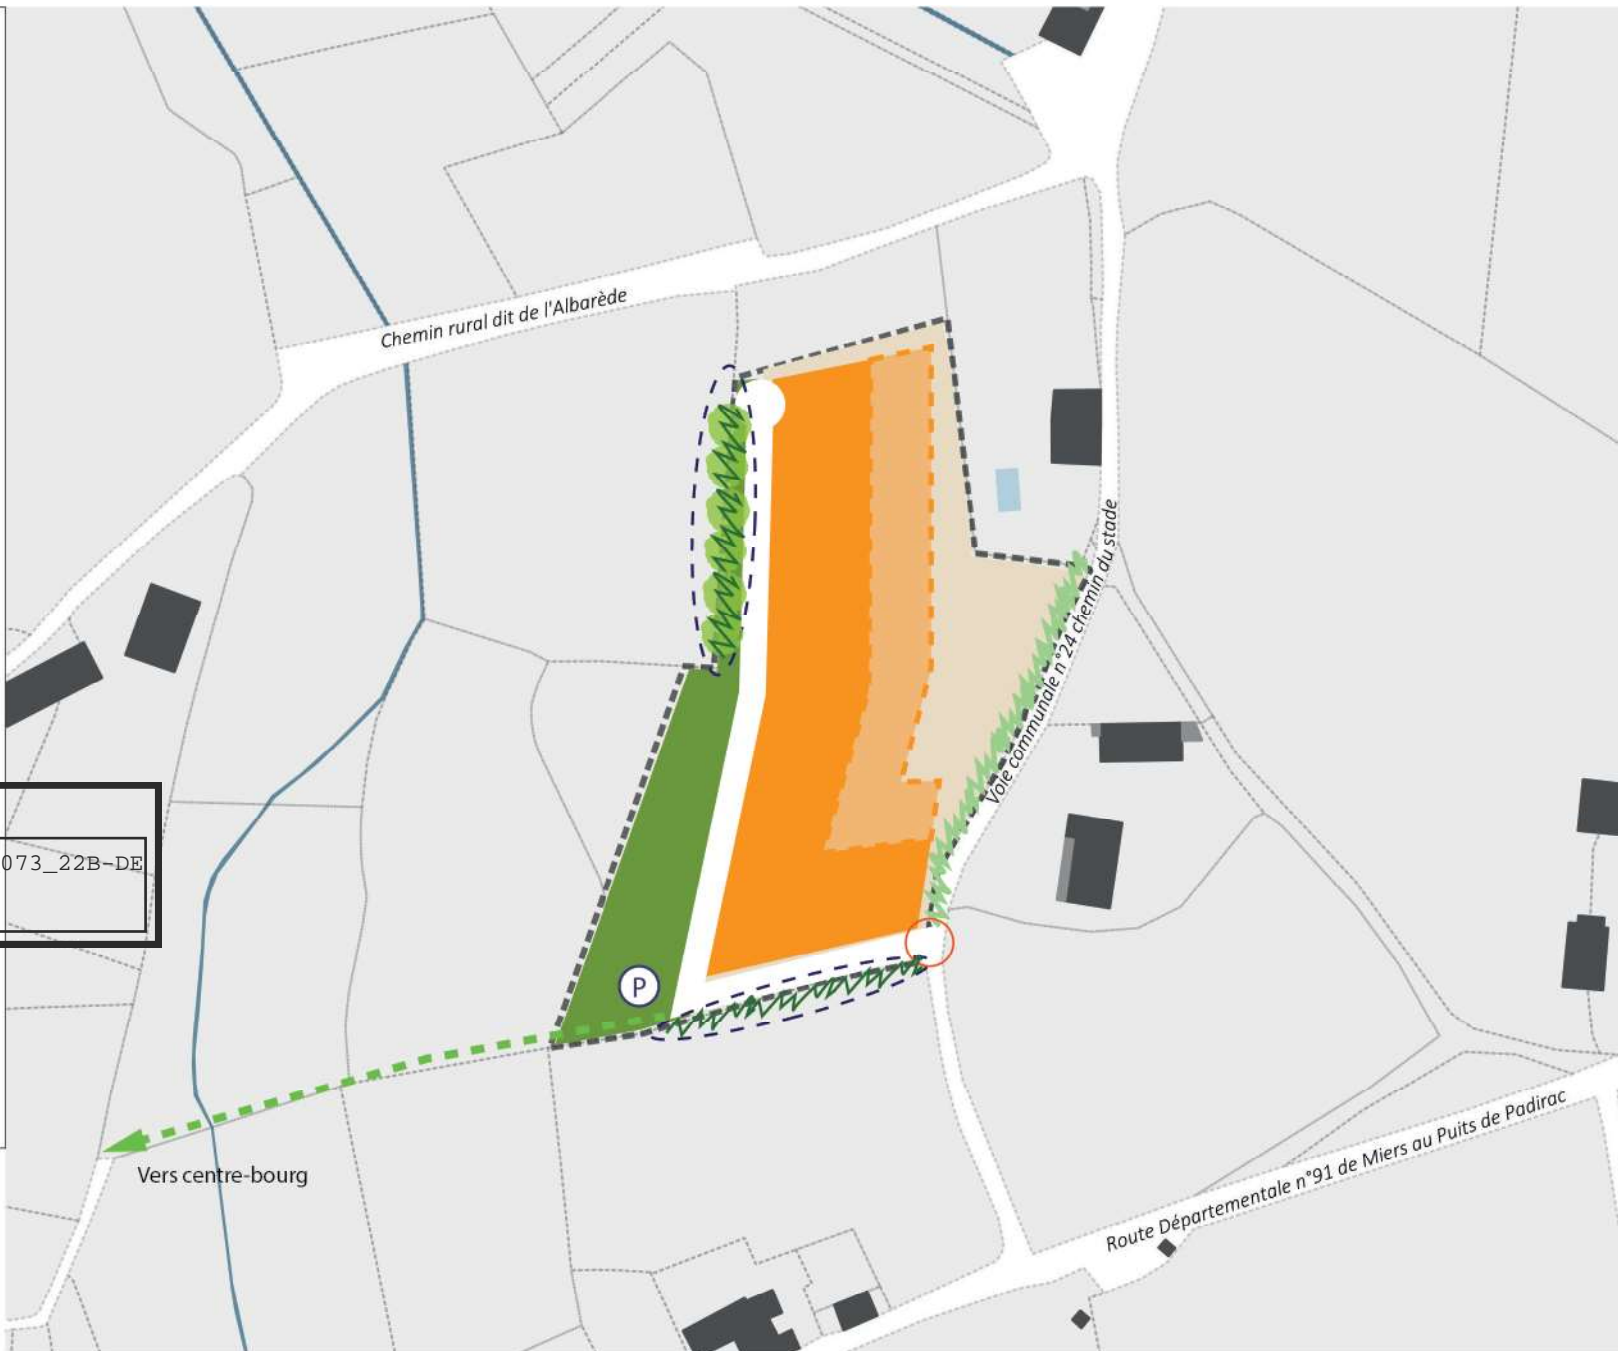 Chemin rural dit de l'Albarède
Voie communale n°24 chemin du stade
073_22B-DE
P
Vers centre-bourg
Route Départementale n°91 de Miers au Puits de Padirac